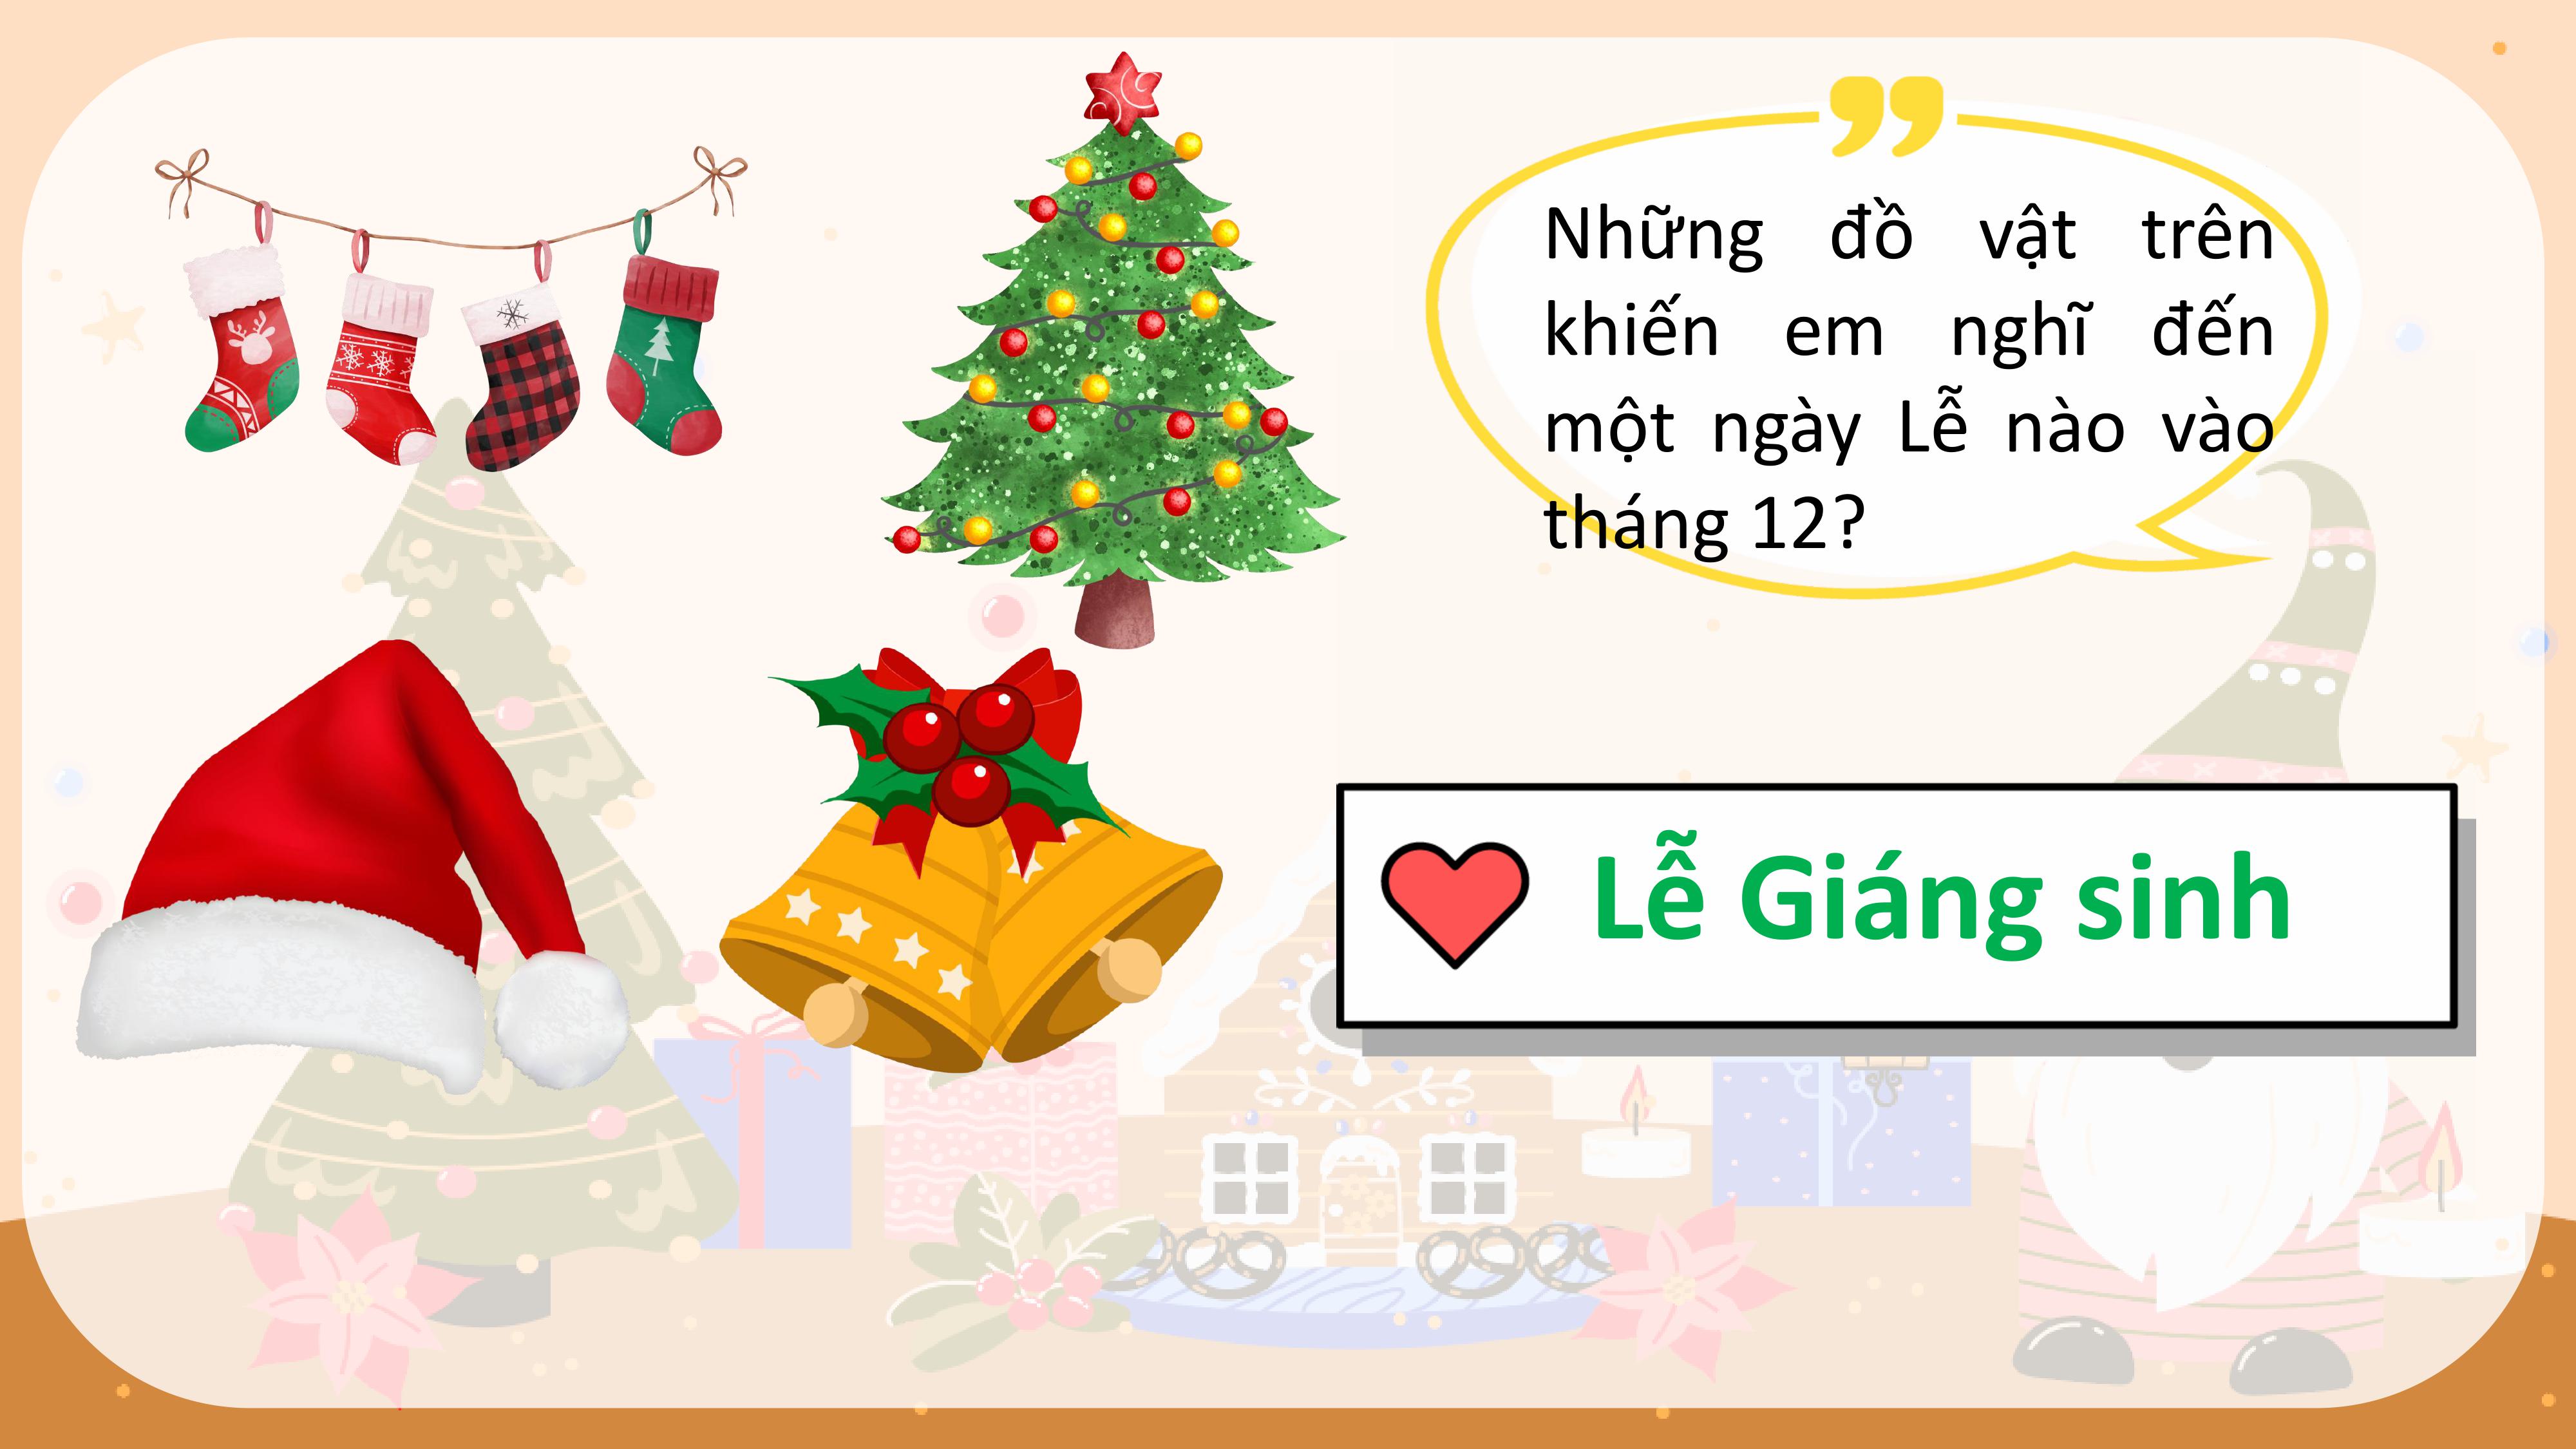 Những đồ vật trên
khiến em nghĩ đến
một ngày Lễ nào vào
tháng 12?
Lễ Giáng sinh